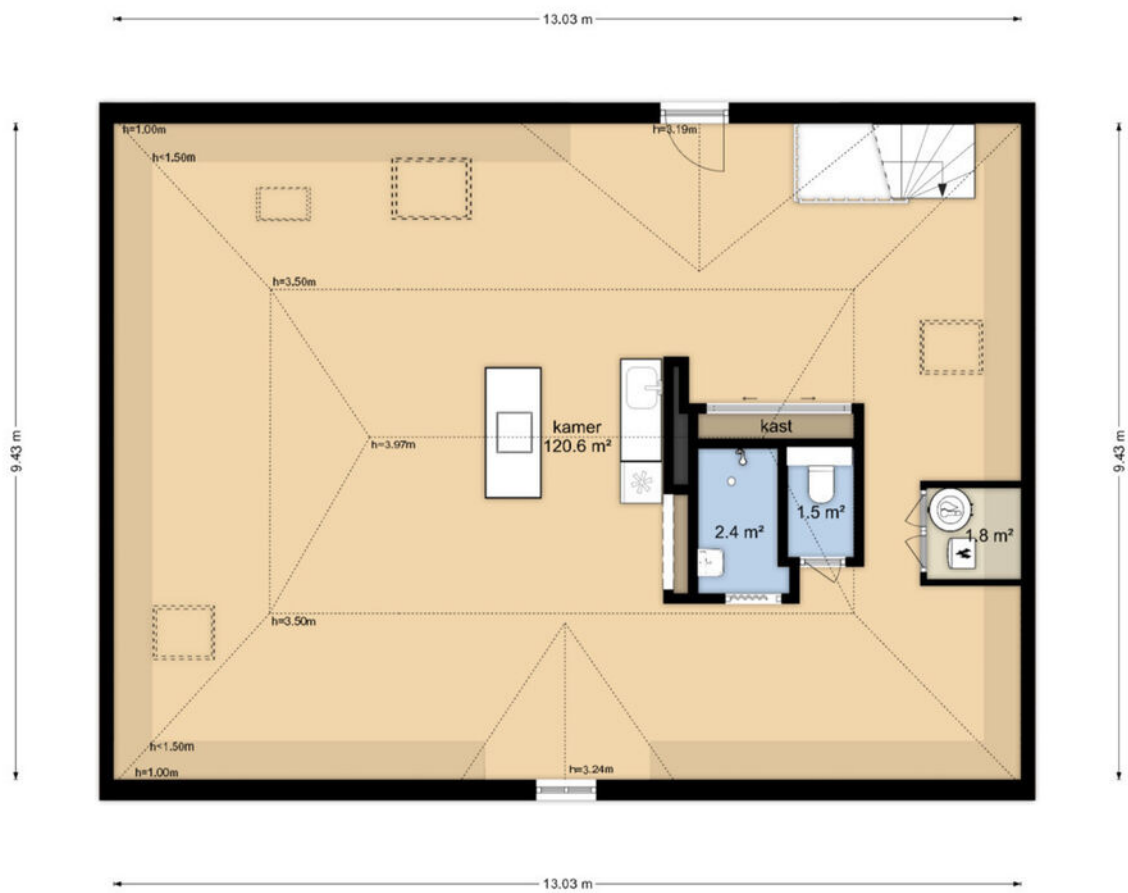 13.03 m
h=1.00m
h=3.19m
h<1.50m
h=3.50m
9.43 m
kamer
120.6 m²
h=3.97m
kast
9.43 m
1.5 m²
2.4 m²
1.8 m²
h=3.50m
h<1.50m
h=1.00m
h=3.24m
13.03 m